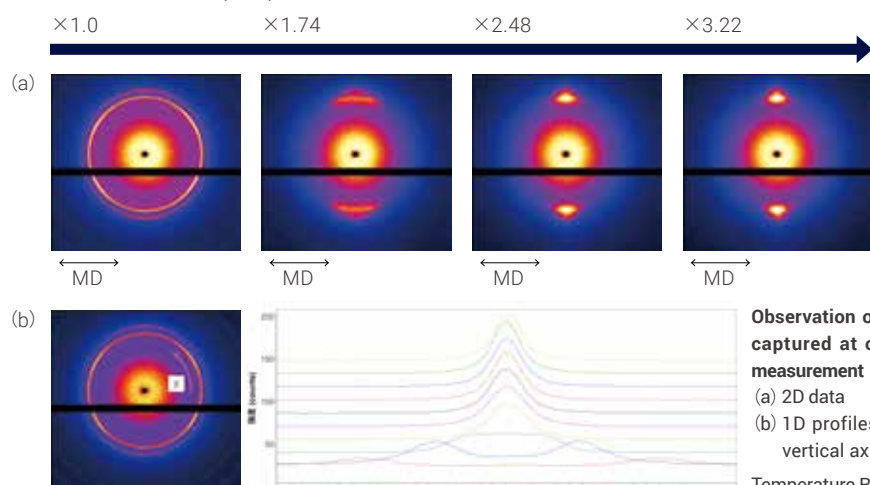 ×1.0 ×1.74 ×2.48 ×3.22
(a)
MD MD MD MD
(b)
200
150
100
50
(counts)
Observation o
captured at c
measurement
(a) 2D data
(b) 1D profiles
vertical ax